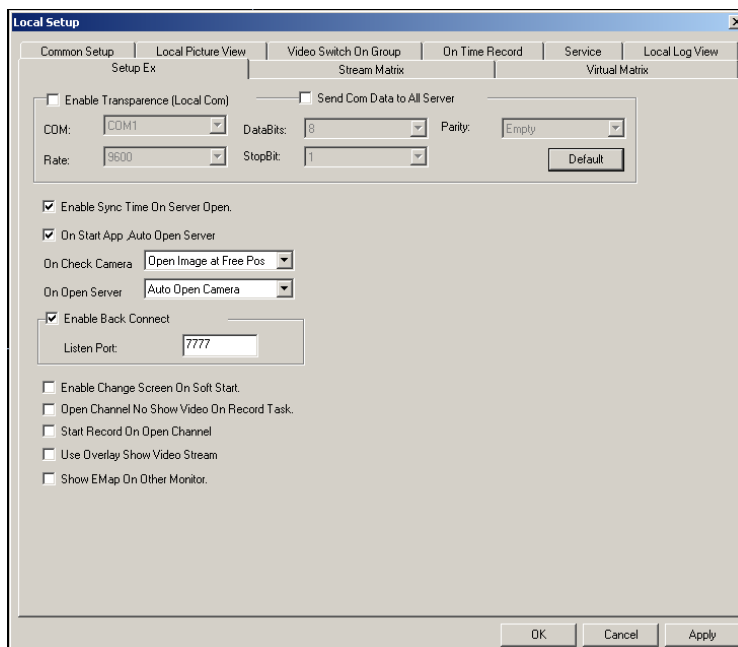 Local Setup
Common Setup Local Picture View Video Switch On Group On Time Record Service Local Log View
Setup Ex Stream Matrix Virtual Matrix
Enable Transparence (Local Com) Send Com Data to All Server
COM: COM1 DataBits: 8 Parity: Empty
Rate: 9600 StopBit: 1 Default
Enable Sync Time On Server Open.
On Start App ,Auto Open Server
On Check Camera Open Image at Free Pos
On Open Server Auto Open Camera
Enable Back Connect
Listen Port: 7777
Enable Change Screen On Soft Start.
Open Channel No Show Video On Record Task.
Start Record On Open Channel
Use Overlay Show Video Stream
Show EMap On Other Monitor.
OK Cancel Apply